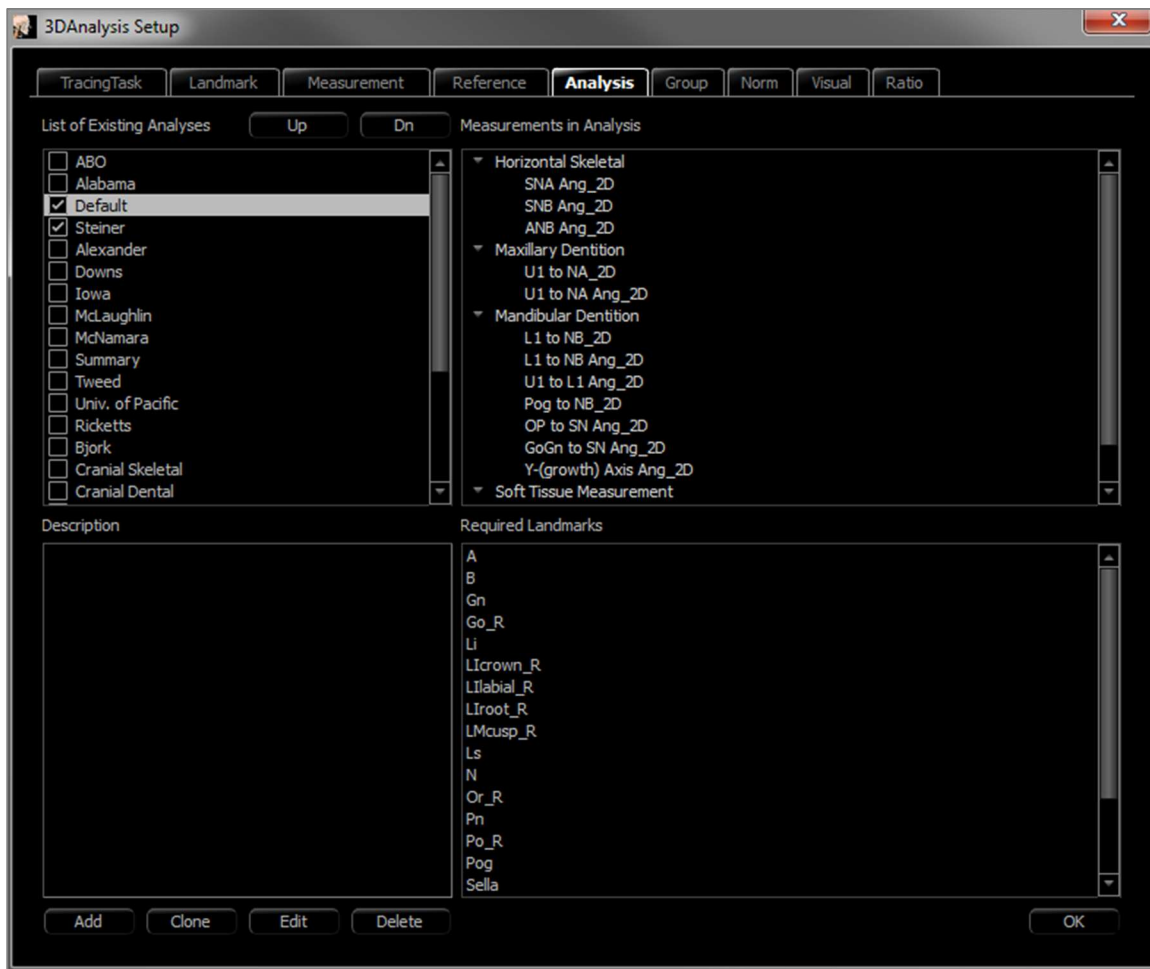 3DAnalysis Setup
TracingTask Landmark Measurement Reference Analysis Group Norm Visual Ratio
List of Existing Analyses Up Dn Measurements in Analysis
ABO
Alabama
Default
Steiner
Alexander
Downs
Iowa
McLaughlin
McNamara
Summary
Tweed
Univ. of Pacific
Ricketts
Bjork
Cranial Skeletal
Cranial Dental
Horizontal Skeletal
SNA Ang_2D
SNB Ang_2D
ANB Ang_2D
Maxillary Dentition
U1 to NA_2D
U1 to NA Ang_2D
Mandibular Dentition
L1 to NB_2D
L1 to NB Ang_2D
U1 to L1 Ang_2D
Pog to NB_2D
OP to SN Ang_2D
GoGn to SN Ang_2D
Y-(growth) Axis Ang_2D
Soft Tissue Measurement
Description
Required Landmarks
A
B
Gn
Go_R
Li
LIcrown_R
LIlabial_R
LIroot_R
LMcusp_R
Ls
N
Or_R
Pn
Po_R
Pog
Sella
Add Clone Edit Delete OK